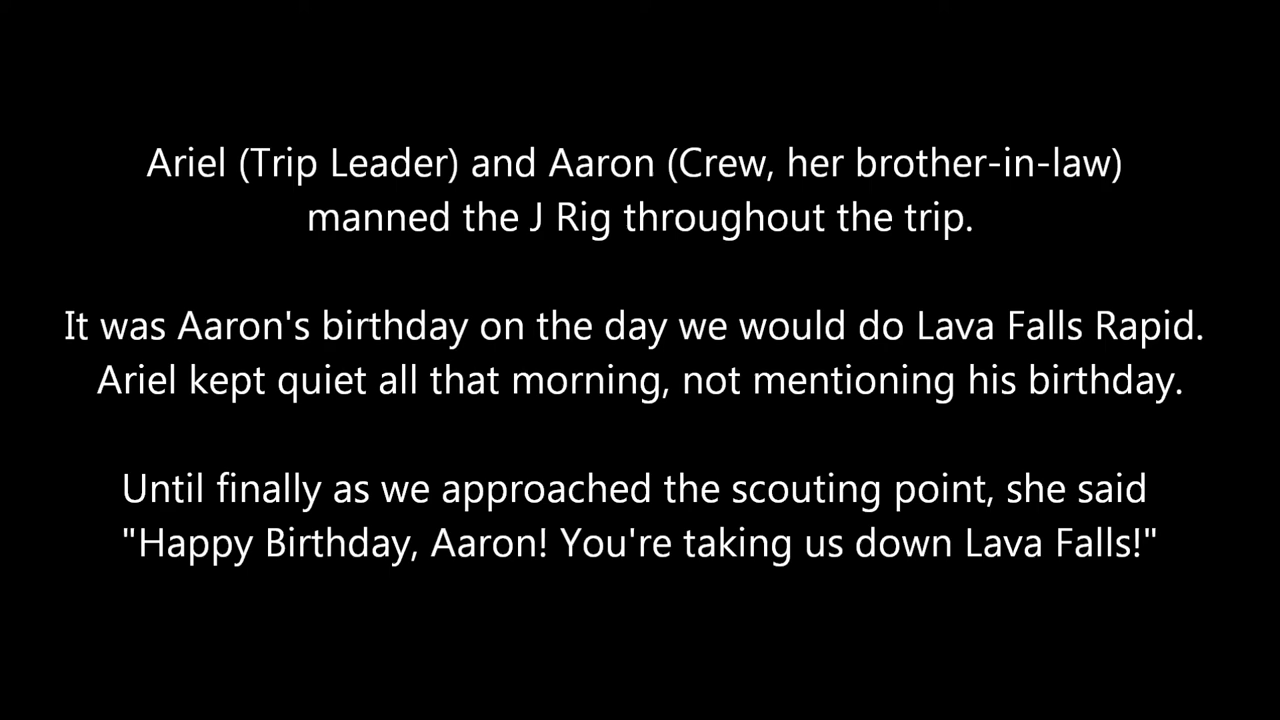 Ariel (Trip Leader) and Aaron (Crew, her brother-in-law)
manned the J Rig throughout the trip.
It was Aaron's birthday on the day we would do Lava Falls Rapid.
Ariel kept quiet all that morning, not mentioning his birthday.
Until finally as we approached the scouting point, she said
"Happy Birthday, Aaron! You're taking us down Lava Falls!"